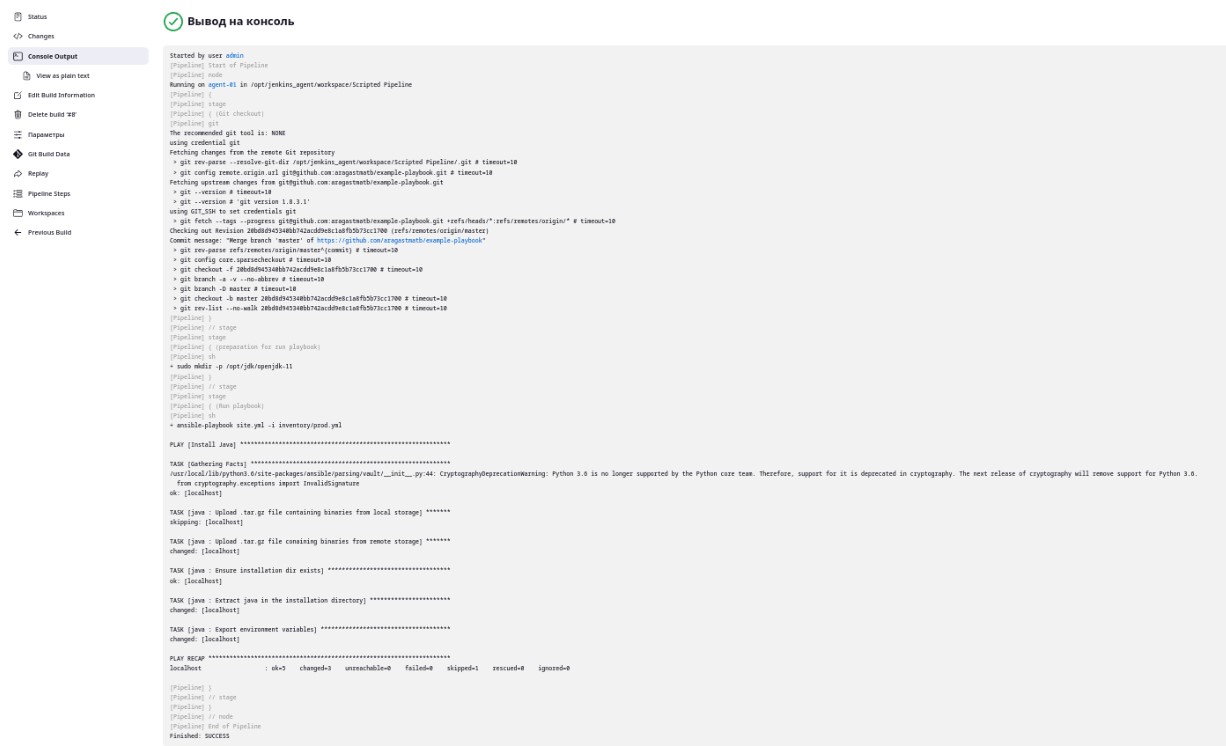 Status
Changes
Console Output
View as plain text
Edit Build Information
Delete build '#8'
Параметры
Git Build Data
Replay
Pipeline Steps
Workspaces
Previous Build
Вывод на консоль
Started by user admin
[Pipeline] Start of Pipeline
[Pipeline] node
Running on agent-01 in /opt/jenkins_agent/workspace/Scripted Pipeline
[Pipeline] {
[Pipeline] stage
[Pipeline] { (Git checkout)
[Pipeline] git
The recommended git tool is: NONE
using credential git
Fetching changes from the remote Git repository
> git rev-parse --resolve-git-dir /opt/jenkins_agent/workspace/Scripted Pipeline/.git # timeout=10
> git config remote.origin.url git@github.com:aragastmatb/example-playbook.git # timeout=10
Fetching upstream changes from git@github.com:aragastmatb/example-playbook.git
> git --version # timeout=10
> git --version # 'git version 1.8.3.1'
using GIT_SSH to set credentials git
> git fetch --tags --progress git@github.com:aragastmatb/example-playbook.git +refs/heads/*:refs/remotes/origin/* # timeout=10
Checking out Revision 20bd8d945340bb742acdd9e8c1a8fb5b73cc1700 (refs/remotes/origin/master)
Commit message: "Merge branch 'master' of https://github.com/aragastmatb/example-playbook"
> git rev-parse refs/remotes/origin/master^{commit} # timeout=10
> git config core.sparsecheckout # timeout=10
> git checkout -f 20bd8d945340bb742acdd9e8c1a8fb5b73cc1700 # timeout=10
> git branch -a -v --no-abbrev # timeout=10
> git branch -D master # timeout=10
> git checkout -b master 20bd8d945340bb742acdd9e8c1a8fb5b73cc1700 # timeout=10
> git rev-list --no-walk 20bd8d945340bb742acdd9e8c1a8fb5b73cc1700 # timeout=10
[Pipeline] }
[Pipeline] // stage
[Pipeline] stage
[Pipeline] { (preparation for run playbook)
[Pipeline] sh
+ sudo mkdir -p /opt/jdk/openjdk-11
[Pipeline] }
[Pipeline] // stage
[Pipeline] stage
[Pipeline] { (Run playbook)
[Pipeline] sh
+ ansible-playbook site.yml -i inventory/prod.yml
PLAY [Install Java] ************************************************************
TASK [Gathering Facts] *********************************************************
/usr/local/lib/python3.6/site-packages/ansible/parsing/vault/__init__.py:44: CryptographyDeprecationWarning: Python 3.6 is no longer supported by the Python core team. Therefore, support for it is deprecated in cryptography. The next release of cryptography will remove support for Python 3.6.
from cryptography.exceptions import InvalidSignature
ok: [localhost]
TASK [java : Upload .tar.gz file containing binaries from local storage] *******
skipping: [localhost]
TASK [java : Upload .tar.gz file conaining binaries from remote storage] *******
changed: [localhost]
TASK [java : Ensure installation dir exists] ***********************************
ok: [localhost]
TASK [java : Extract java in the installation directory] ***********************
changed: [localhost]
TASK [java : Export environment variables] *************************************
changed: [localhost]
PLAY RECAP *********************************************************************
localhost : ok=5 changed=3 unreachable=0 failed=0 skipped=1 rescued=0 ignored=0
[Pipeline] }
[Pipeline] // stage
[Pipeline] }
[Pipeline] // node
[Pipeline] End of Pipeline
Finished: SUCCESS